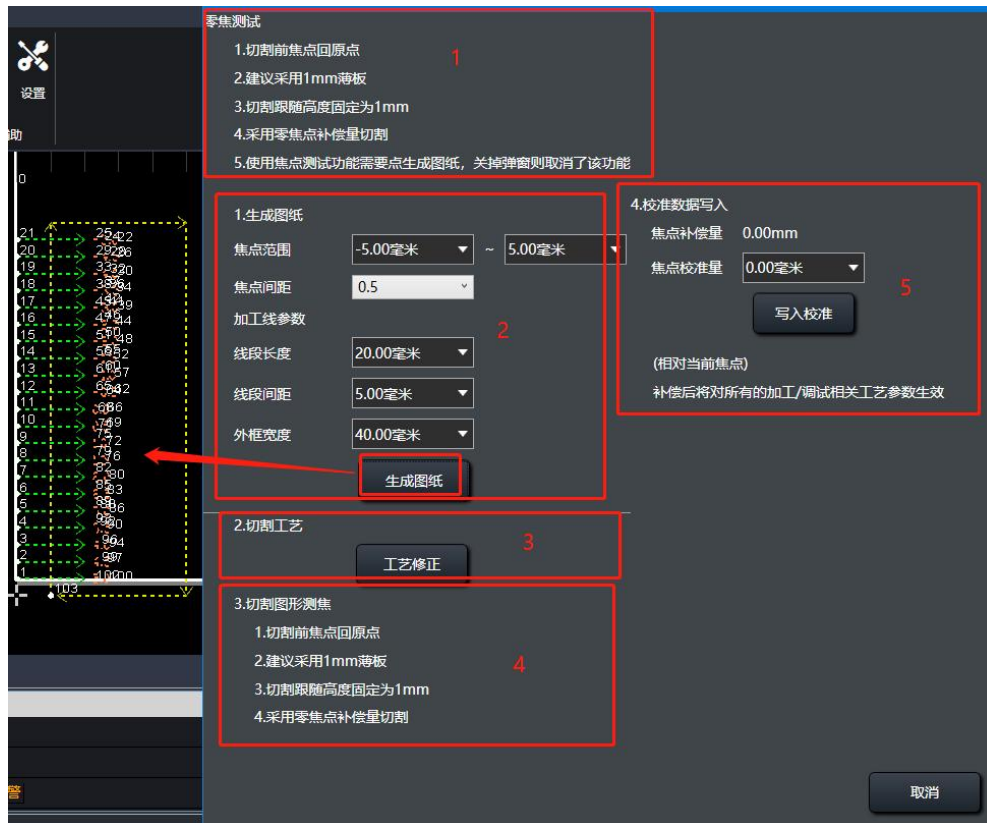 零焦测试
1.切割前焦点回原点
2.建议采用1mm薄板
3.切割跟随高度固定为1mm
4.采用零焦点补偿量切割
5.使用焦点测试功能需要点生成图纸，关掉弹窗则取消了该功能
1
设置
助
0
21
20
19
18
17
16
15
14
13
12
11
10
9
8
7
6
5
4
3
2
1
103
1.生成图纸
焦点范围 -5.00毫米 ~ 5.00毫米
焦点间距 0.5
2
加工线参数
线段长度 20.00毫米
线段间距 5.00毫米
外框宽度 40.00毫米
生成图纸
2.切割工艺
3
工艺修正
3.切割图形测焦
1.切割前焦点回原点
2.建议采用1mm薄板
4
3.切割跟随高度固定为1mm
4.采用零焦点补偿量切割
4.校准数据写入
焦点补偿量 0.00mm
焦点校准量 0.00毫米
5
写入校准
(相对当前焦点)
补偿后将对所有的加工/调试相关工艺参数生效
警
取消